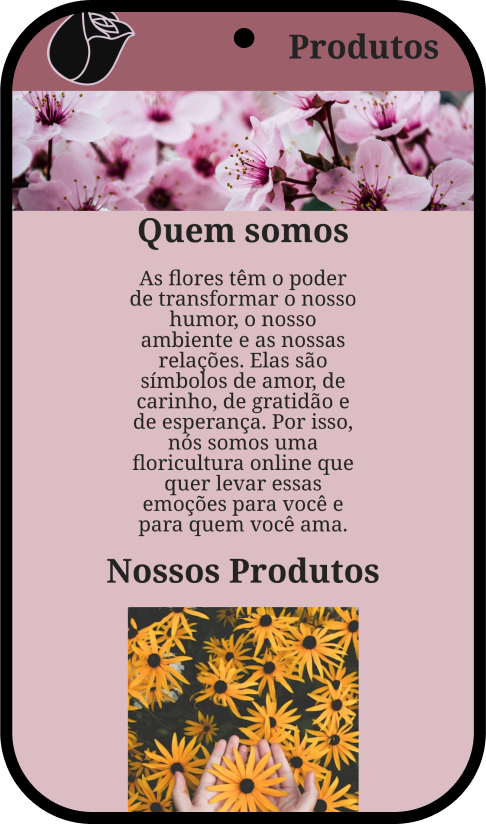 Produtos
Quem somos
As flores têm o poder
de transformar o nosso
humor, o nosso
ambiente e as nossas
relações. Elas são
símbolos de amor, de
carinho, de gratidão e
de esperança. Por isso,
nós somos uma
floricultura online que
quer levar essas
emoções para você e
para quem você ama.
Nossos Produtos